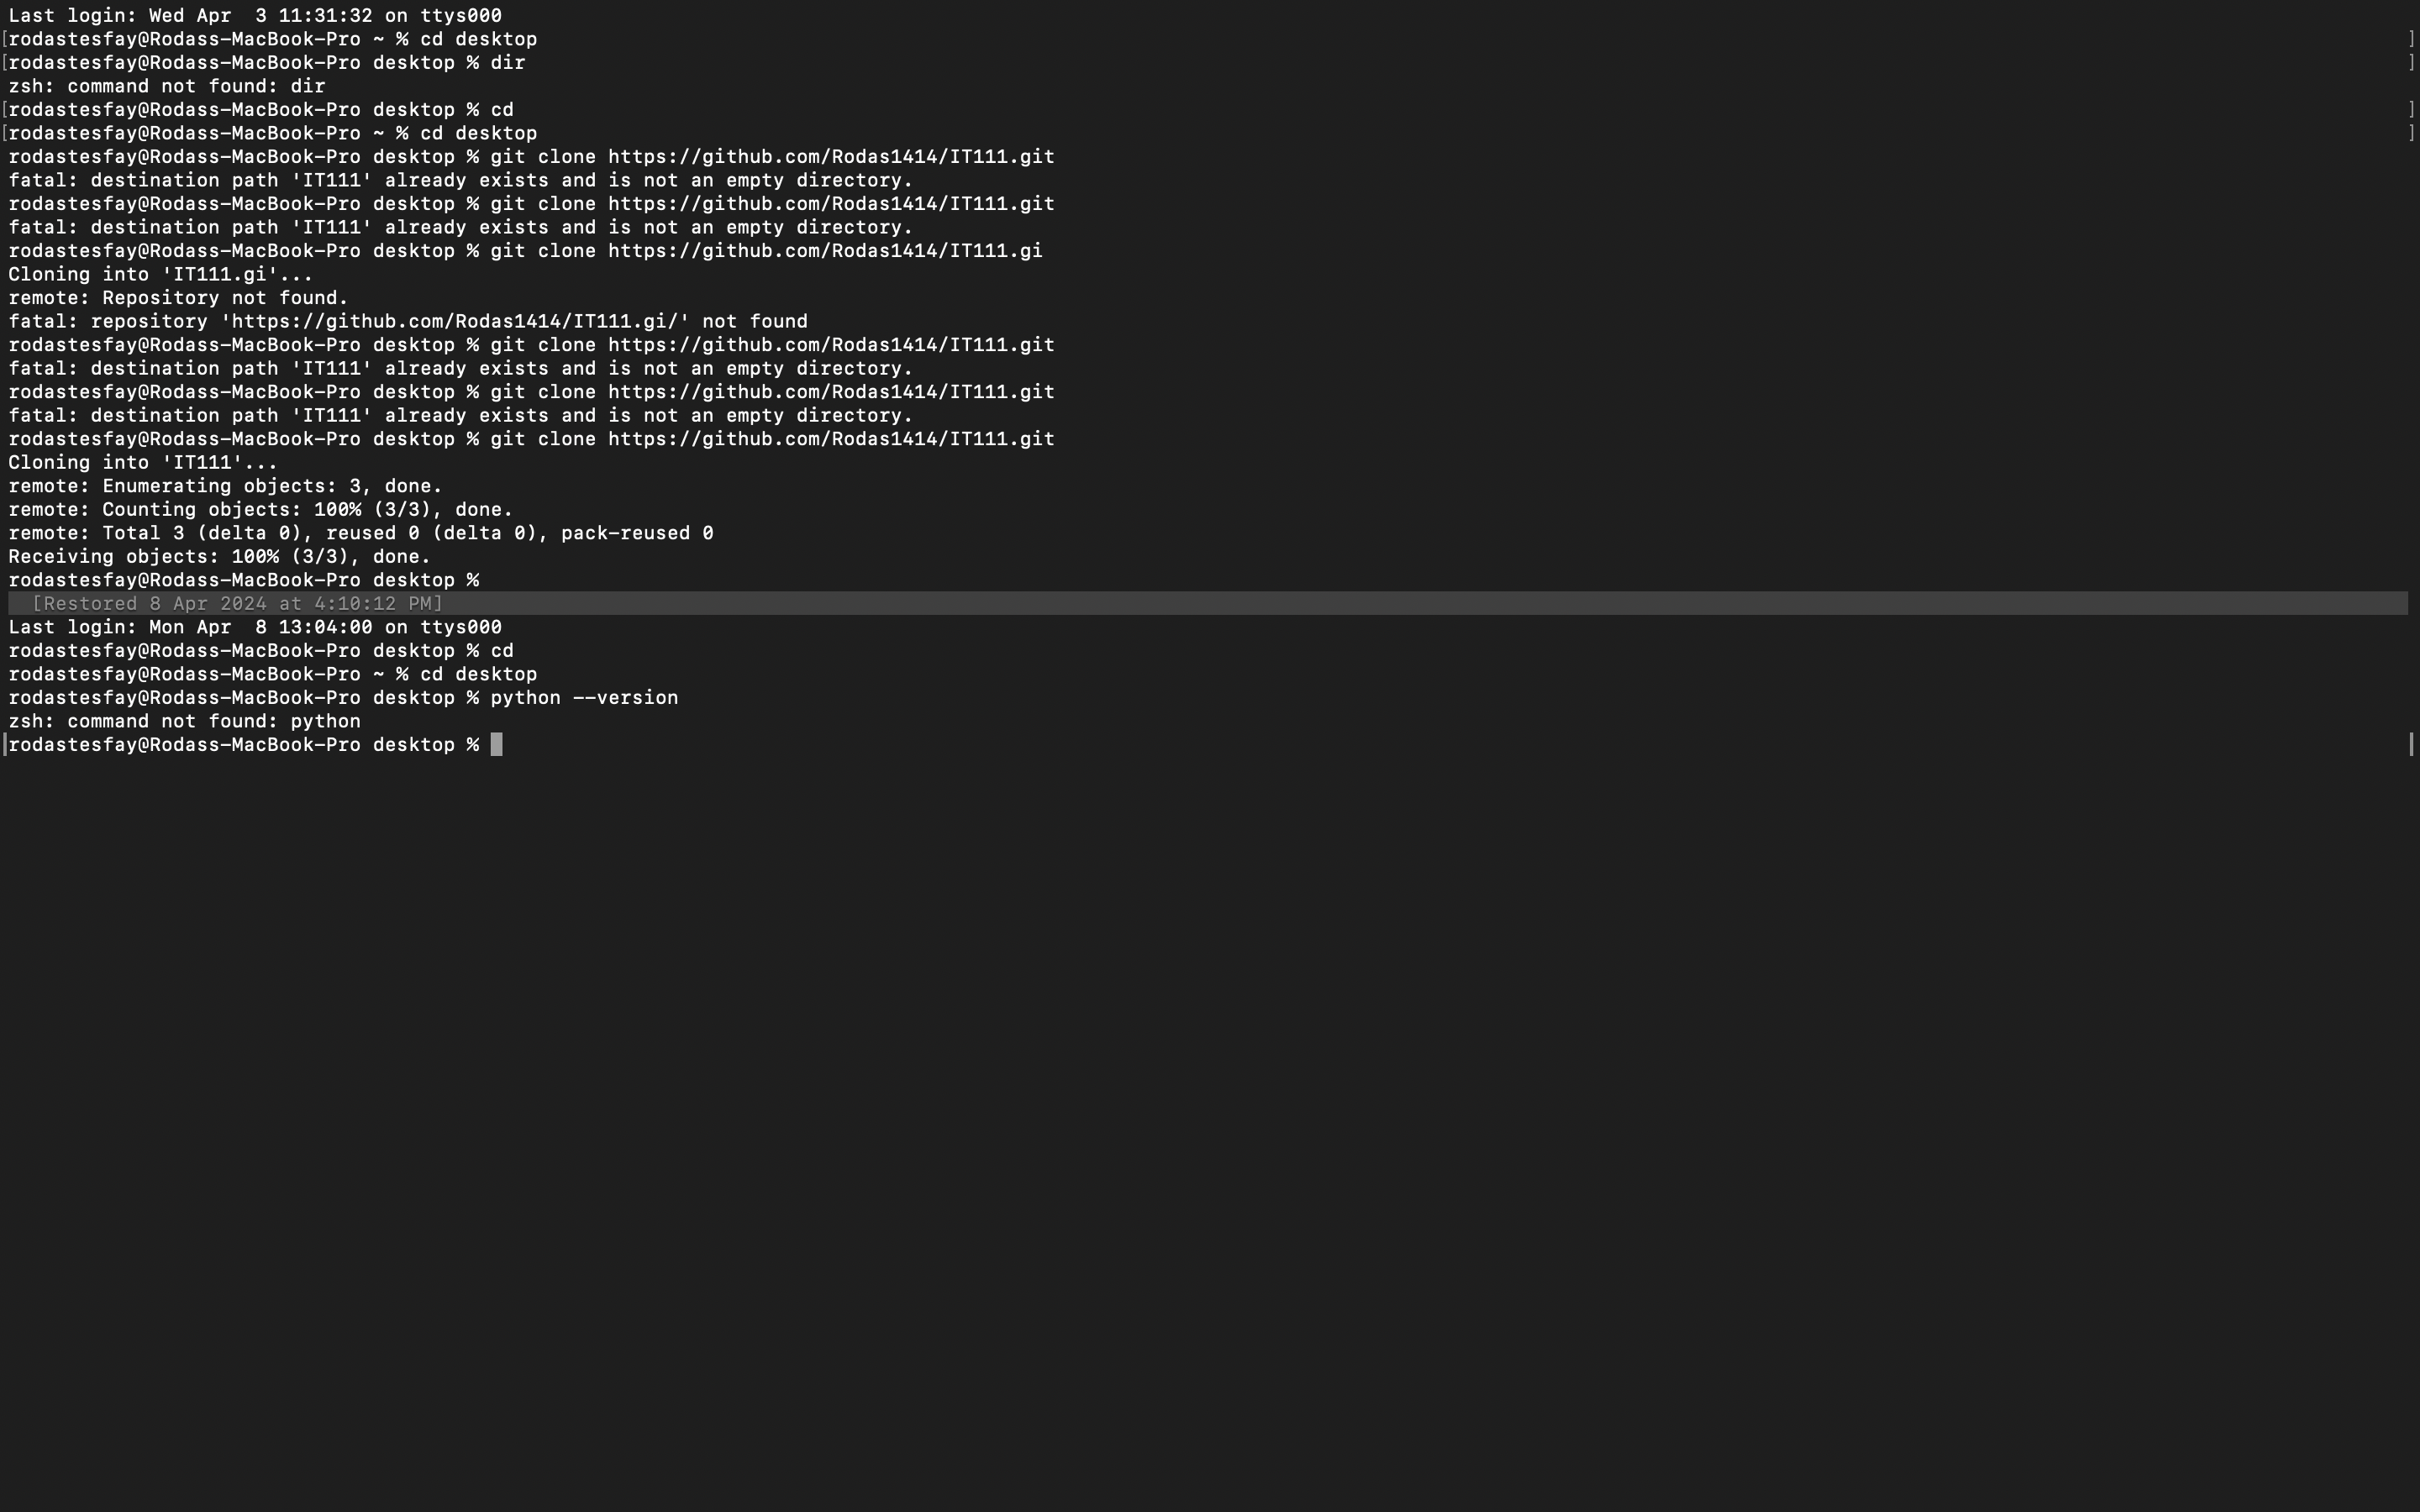 Last login: Wed Apr  3 11:31:32 on ttys000
[rodastesfay@Rodass-MacBook-Pro ~ % cd desktop ]
[rodastesfay@Rodass-MacBook-Pro desktop % dir ]
zsh: command not found: dir
[rodastesfay@Rodass-MacBook-Pro desktop % cd ]
[rodastesfay@Rodass-MacBook-Pro ~ % cd desktop ]
rodastesfay@Rodass-MacBook-Pro desktop % git clone https://github.com/Rodas1414/IT111.git
fatal: destination path 'IT111' already exists and is not an empty directory.
rodastesfay@Rodass-MacBook-Pro desktop % git clone https://github.com/Rodas1414/IT111.git
fatal: destination path 'IT111' already exists and is not an empty directory.
rodastesfay@Rodass-MacBook-Pro desktop % git clone https://github.com/Rodas1414/IT111.gi
Cloning into 'IT111.gi'...
remote: Repository not found.
fatal: repository 'https://github.com/Rodas1414/IT111.gi/' not found
rodastesfay@Rodass-MacBook-Pro desktop % git clone https://github.com/Rodas1414/IT111.git
fatal: destination path 'IT111' already exists and is not an empty directory.
rodastesfay@Rodass-MacBook-Pro desktop % git clone https://github.com/Rodas1414/IT111.git
fatal: destination path 'IT111' already exists and is not an empty directory.
rodastesfay@Rodass-MacBook-Pro desktop % git clone https://github.com/Rodas1414/IT111.git
Cloning into 'IT111'...
remote: Enumerating objects: 3, done.
remote: Counting objects: 100% (3/3), done.
remote: Total 3 (delta 0), reused 0 (delta 0), pack-reused 0
Receiving objects: 100% (3/3), done.
rodastesfay@Rodass-MacBook-Pro desktop %
[Restored 8 Apr 2024 at 4:10:12 PM]
Last login: Mon Apr  8 13:04:00 on ttys000
rodastesfay@Rodass-MacBook-Pro desktop % cd
rodastesfay@Rodass-MacBook-Pro ~ % cd desktop
rodastesfay@Rodass-MacBook-Pro desktop % python --version
zsh: command not found: python
rodastesfay@Rodass-MacBook-Pro desktop %